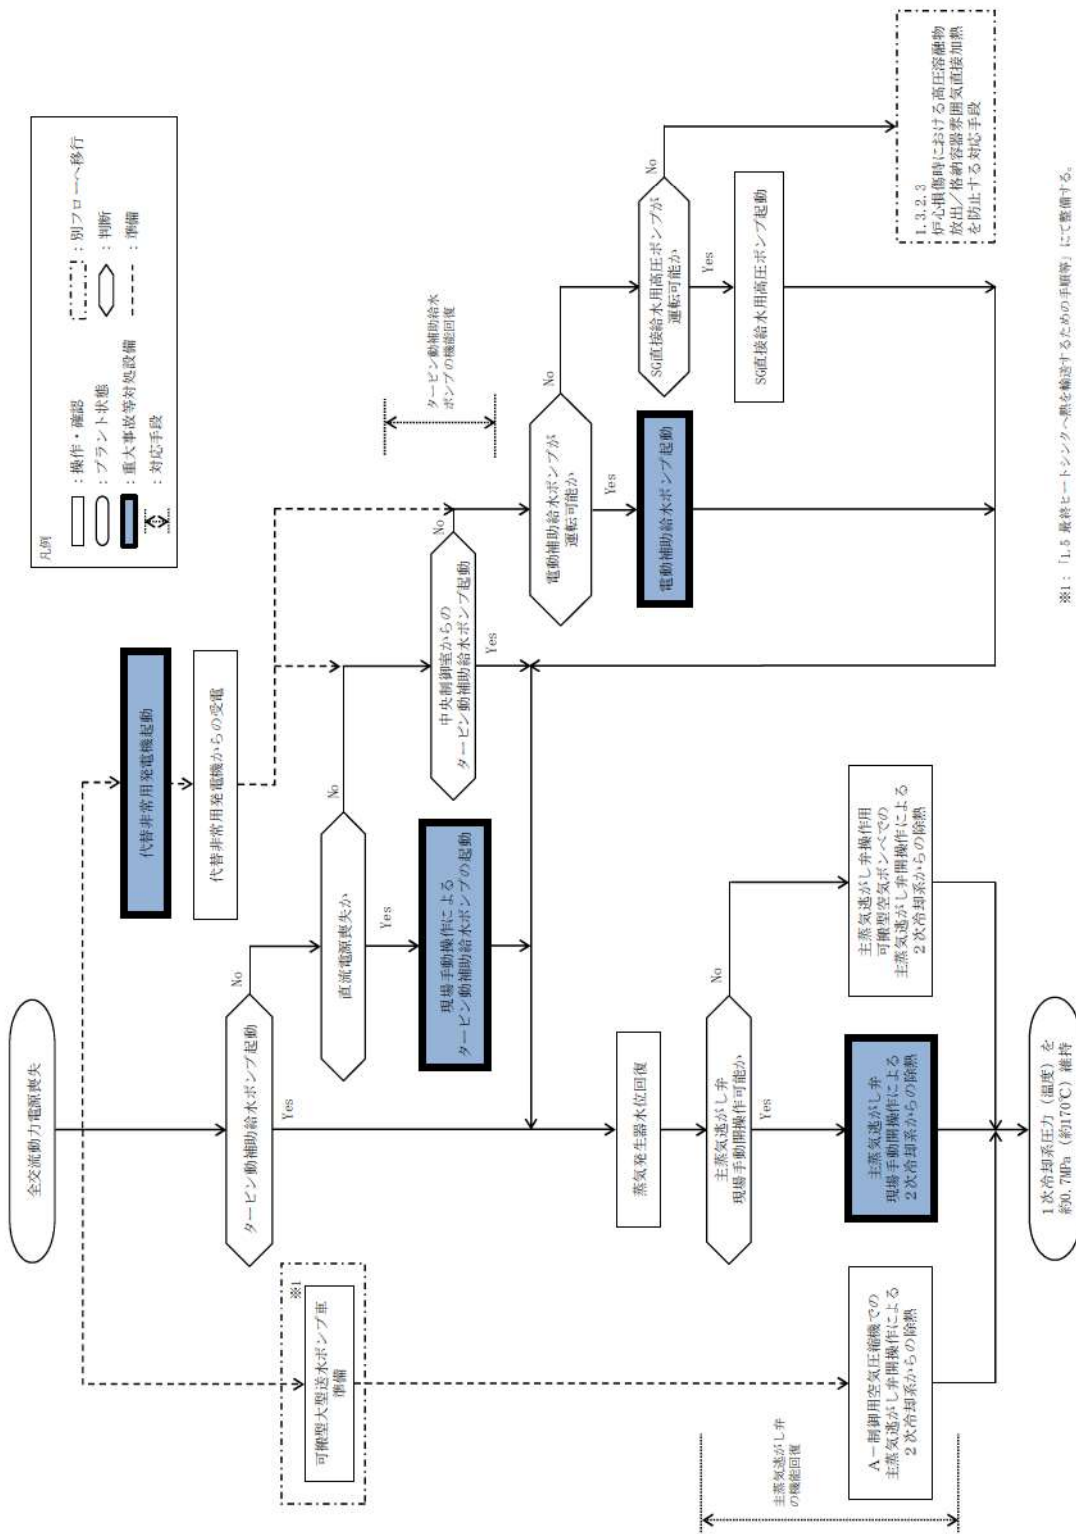 凡例
：操作・確認
：プラント状態
：重大事故等対処設備
：対応手段
：別フローへ移行
：判断
：準備
全交流動力電源喪失
代替非常用発電機起動
代替非常用発電機からの受電
タービン動補助給水ポンプ起動
Yes
No
直流電源喪失か
Yes
No
現場手動操作による
タービン動補助給水ポンプの起動
中央制御室からの
タービン動補助給水ポンプ起動
Yes
No
タービン動補助給水
ポンプの機能回復
電動補助給水ポンプが
運転可能か
Yes
No
電動補助給水ポンプ起動
SG直接給水用高圧ポンプが
運転可能か
Yes
No
SG直接給水用高圧ポンプ起動
1.3.2.3
炉心損傷時における高圧溶融物
放出／格納容器雰囲気直接加熱
を防止する対応手段
※1
可搬型大型送水ポンプ車
準備
蒸気発生器水位回復
主蒸気逃がし弁
現場手動開操作可能か
Yes
No
主蒸気逃がし弁の機能回復
A－制御用空気圧縮機での
主蒸気逃がし弁開操作による
２次冷却系からの除熱
主蒸気逃がし弁
現場手動開操作による
２次冷却系からの除熱
主蒸気逃がし弁操作用
可搬型空気ボンベでの
主蒸気逃がし弁開操作による
２次冷却系からの除熱
１次冷却系圧力（温度）を
約0.7MPa（約170℃）維持
※1：「1.5 最終ヒートシンクへ熱を輸送するための手順等」にて整備する。